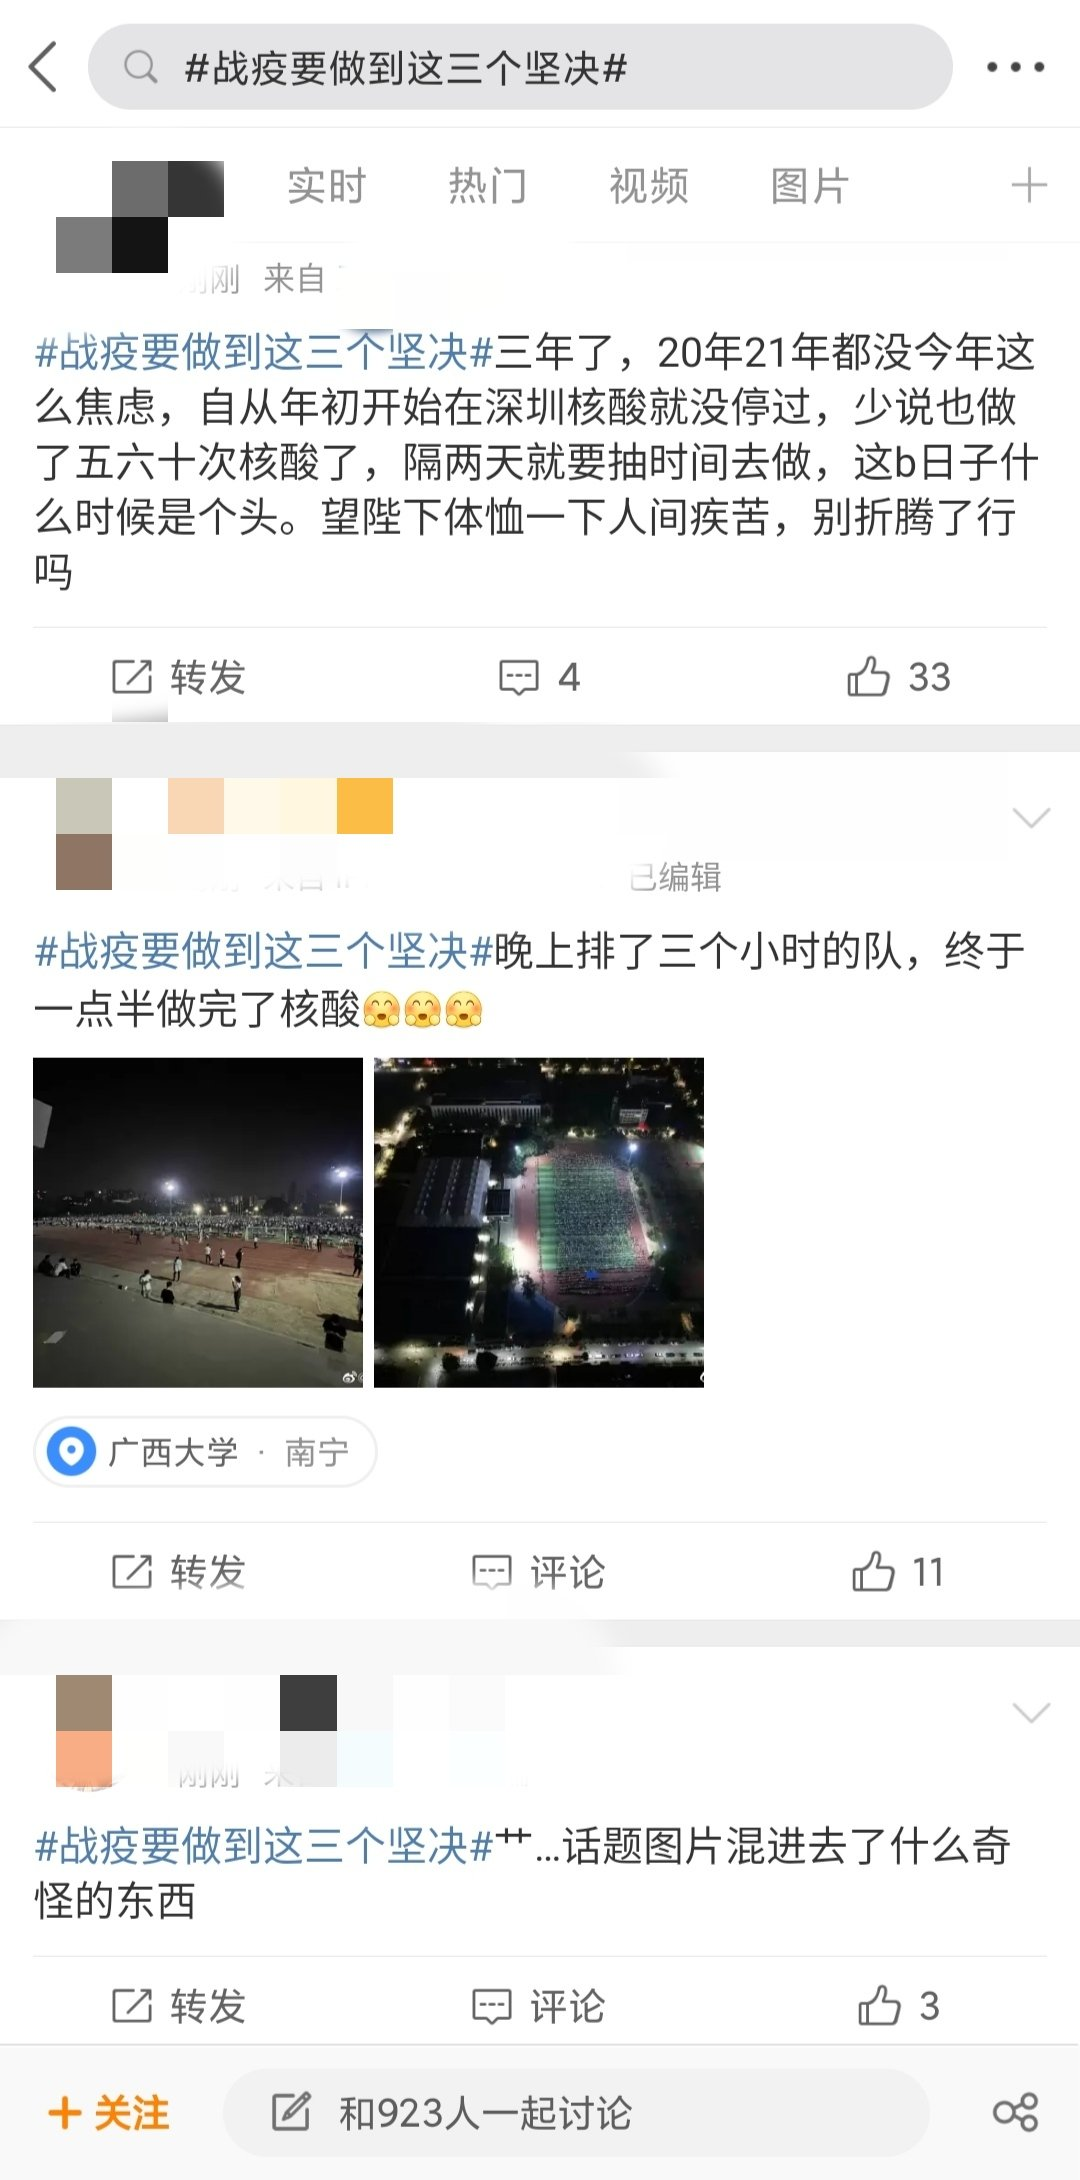 #战疫要做到这三个坚决#
实时 热门 视频 图片
刚 来自
#战疫要做到这三个坚决#三年了，20年21年都没今年这
么焦虑，自从年初开始在深圳核酸就没停过，少说也做
了五六十次核酸了，隔两天就要抽时间去做，这b日子什
么时候是个头。望陛下体恤一下人间疾苦，别折腾了行
吗
转发 4 33
已编辑
#战疫要做到这三个坚决#晚上排了三个小时的队，终于
一点半做完了核酸🤗🤗🤗
广西大学 · 南宁
转发 评论 11
刚刚
#战疫要做到这三个坚决#艹...话题图片混进去了什么奇
怪的东西
转发 评论 3
+关注 和923人一起讨论